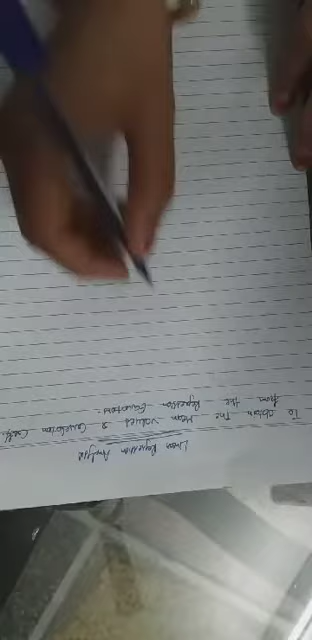 Linear Regression Analysis
To obtain The Mean values & Correlation Coeff.
from the Regression Equations:-